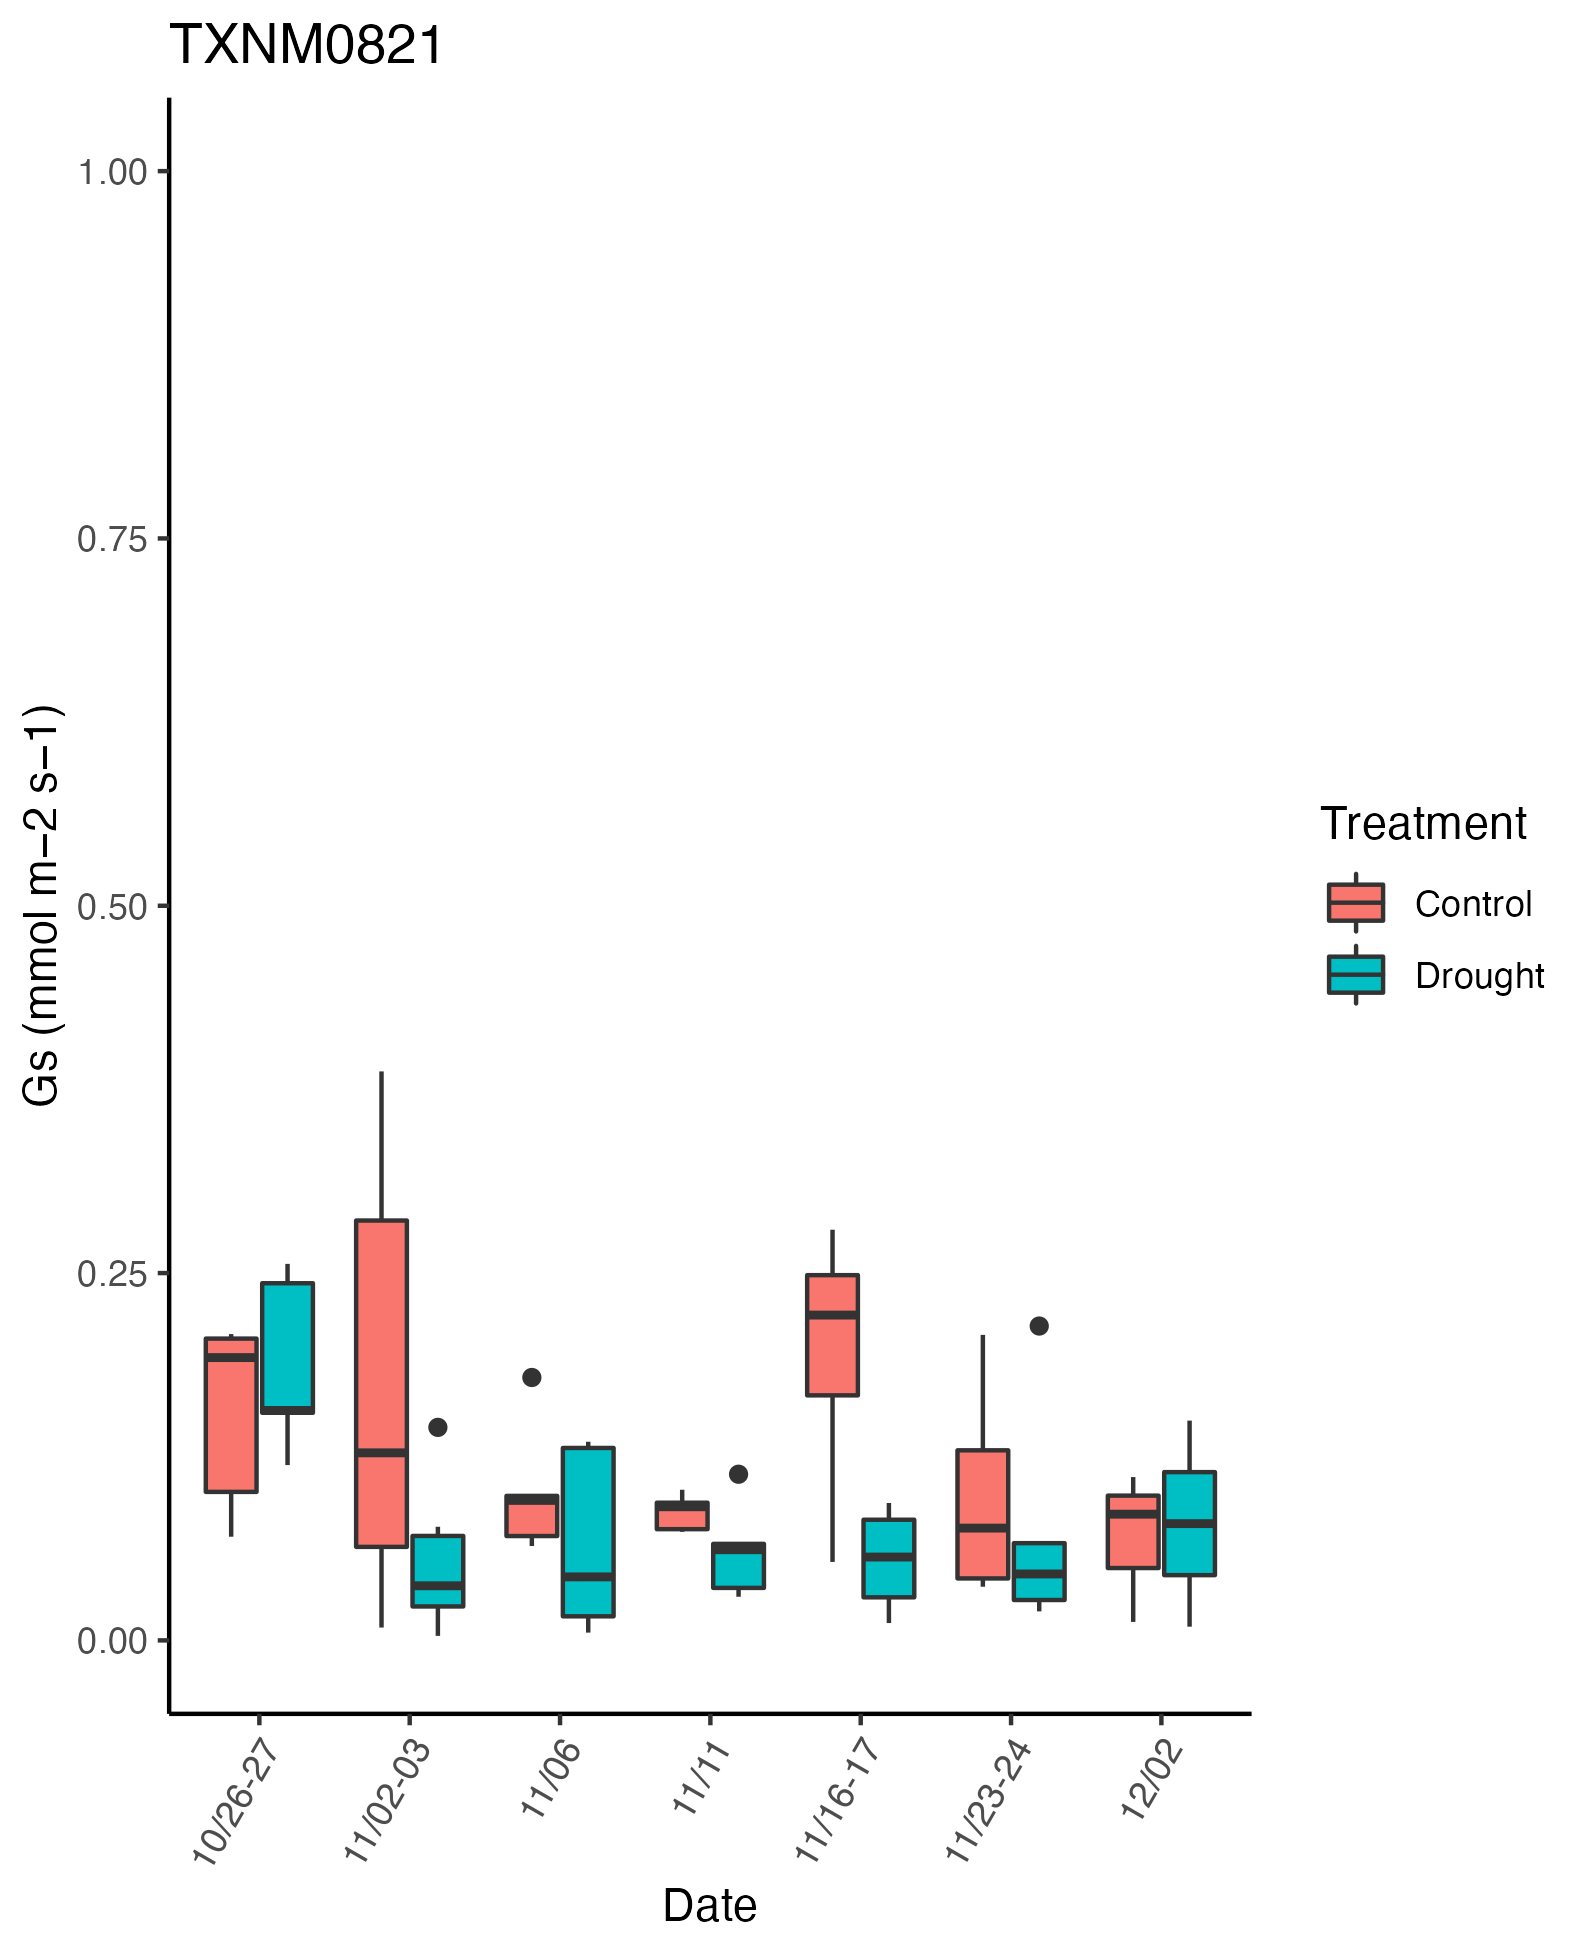 TXNM0821
1.00
0.75
0.50
0.25
0.00
Gs (mmol m−2 s−1)
10/26-27
11/02-03
11/06
11/11
11/16-17
11/23-24
12/02
Date
Treatment
Control
Drought